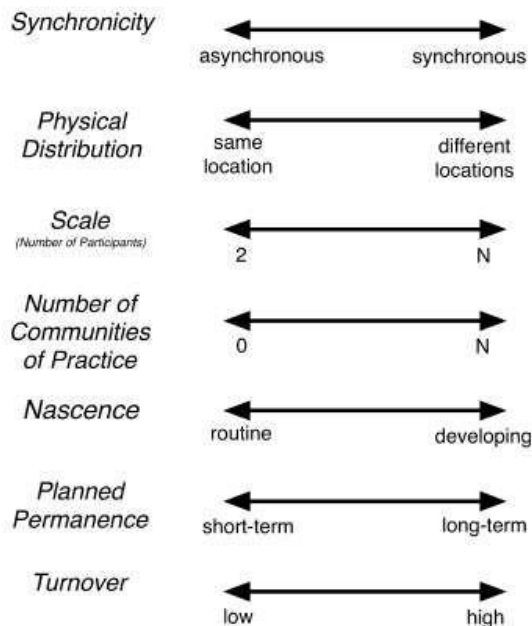 Synchronicity
asynchronous synchronous
Physical
Distribution
same
location
different
locations
Scale
(Number of Participants)
2 N
Number of
Communities
of Practice
0 N
Nascence
routine developing
Planned
Permanence
short-term long-term
Turnover
low high